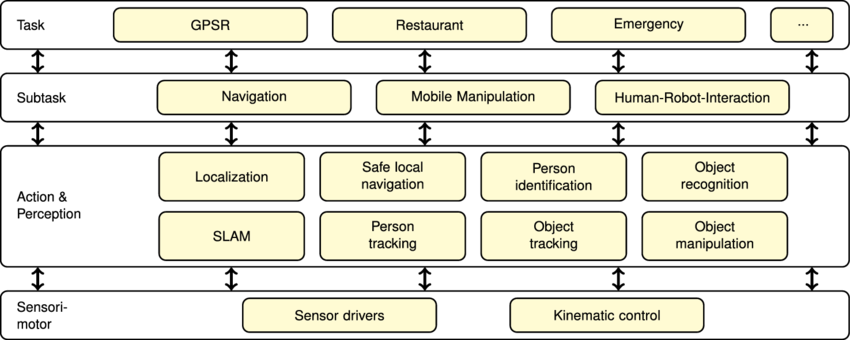 Task
GPSR
Restaurant
Emergency
...
Subtask
Navigation
Mobile Manipulation
Human-Robot-Interaction
Action &
Perception
Localization
Safe local
navigation
Person
identification
Object
recognition
SLAM
Person
tracking
Object
tracking
Object
manipulation
Sensori-
motor
Sensor drivers
Kinematic control